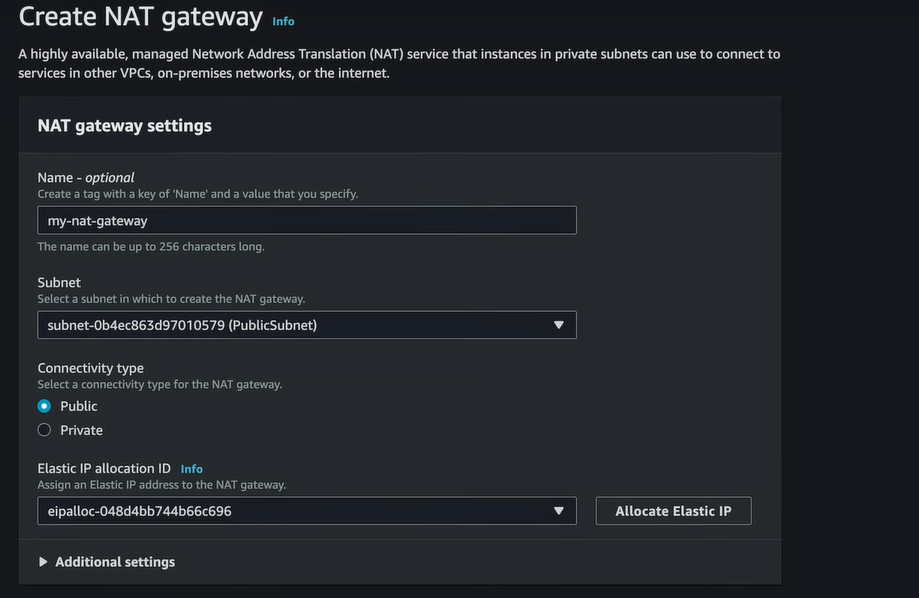 Create NAT gateway Info
A highly available, managed Network Address Translation (NAT) service that instances in private subnets can use to connect to
services in other VPCs, on-premises networks, or the internet.
NAT gateway settings
Name - optional
Create a tag with a key of 'Name' and a value that you specify.
my-nat-gateway
The name can be up to 256 characters long.
Subnet
Select a subnet in which to create the NAT gateway.
subnet-0b4ec863d97010579 (PublicSubnet)
Connectivity type
Select a connectivity type for the NAT gateway.
Public
Private
Elastic IP allocation ID Info
Assign an Elastic IP address to the NAT gateway.
eipalloc-048d4bb744b66c696
Allocate Elastic IP
Additional settings